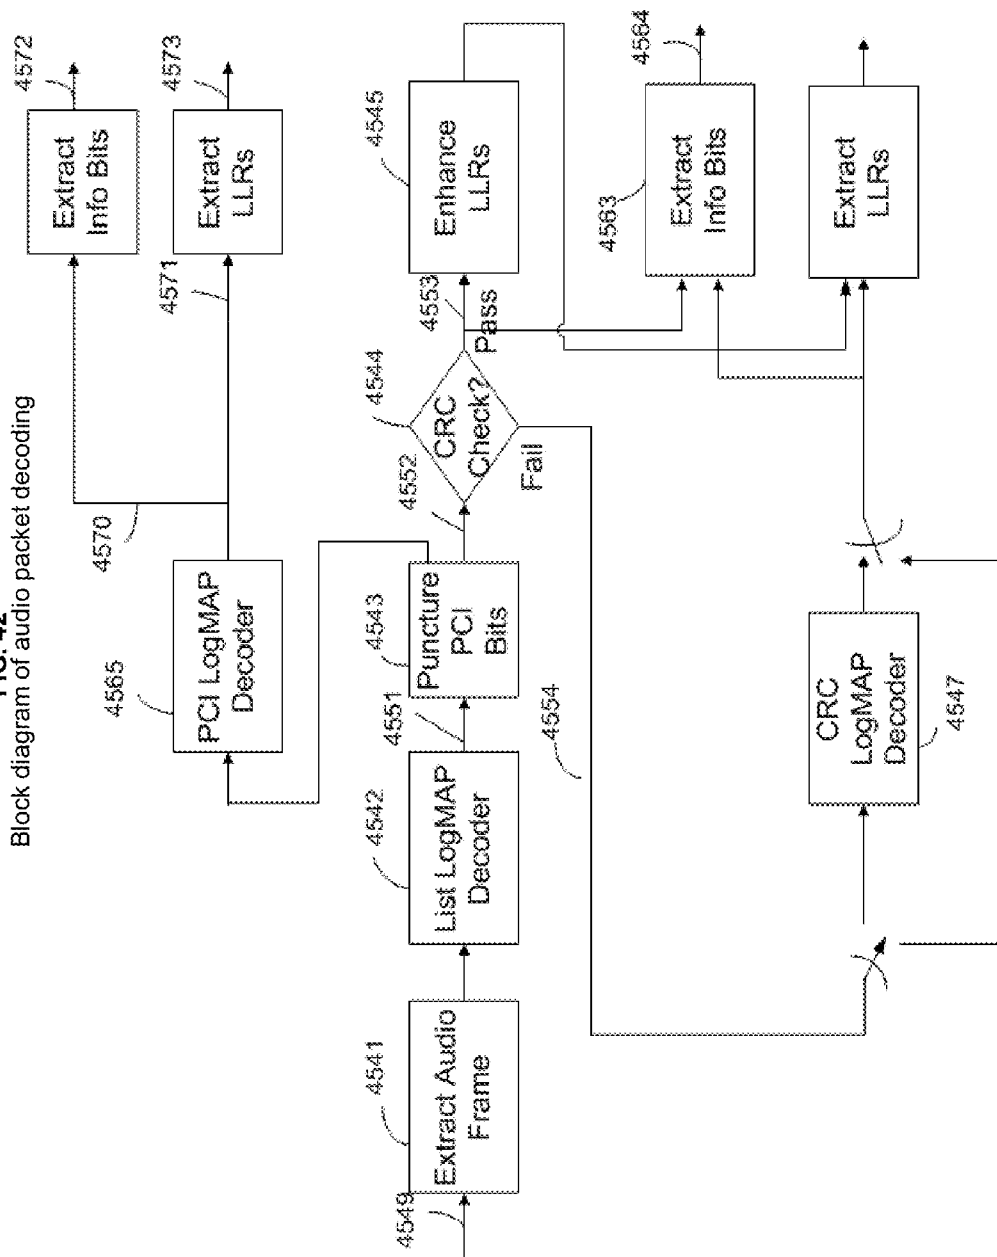 FIG. 42
Block diagram of audio packet decoding
4549
Extract Audio
Frame
4541
List LogMAP
Decoder
4542
4551
Puncture
PCI
Bits
4543
4552
CRC
Check?
4544
Pass
Fail
4553
Enhance
LLRs
4545
PCI LogMAP
Decoder
4565
4570
4571
Extract
Info Bits
4572
Extract
LLRs
4573
4554
CRC
LogMAP
Decoder
4547
Extract
Info Bits
4563
4564
Extract
LLRs